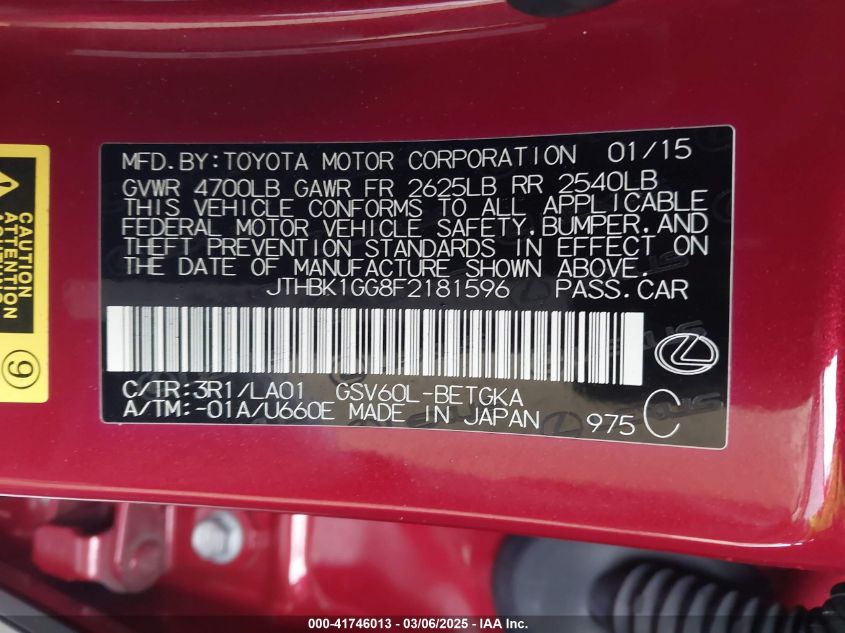 MFD.BY:TOYOTA MOTOR CORPORATION 01/15
GVWR 4700LB GAWR FR 2625LB RR 2540LB
THIS VEHICLE CONFORMS TO ALL APPLICABLE
FEDERAL MOTOR VEHICLE SAFETY,BUMPER,AND
THEFT PREVENTION STANDARDS IN EFFECT ON
THE DATE OF MANUFACTURE SHOWN ABOVE.
JTHBK1GG8F2181596 PASS.CAR
C/TR:3R1/LA01 GSV60L-BETGKA
A/TM:-01A/U660E MADE IN JAPAN 975 C
CAUTION
ATTENTION
9
000-41746013 — 03/06/2025 — IAA Inc.